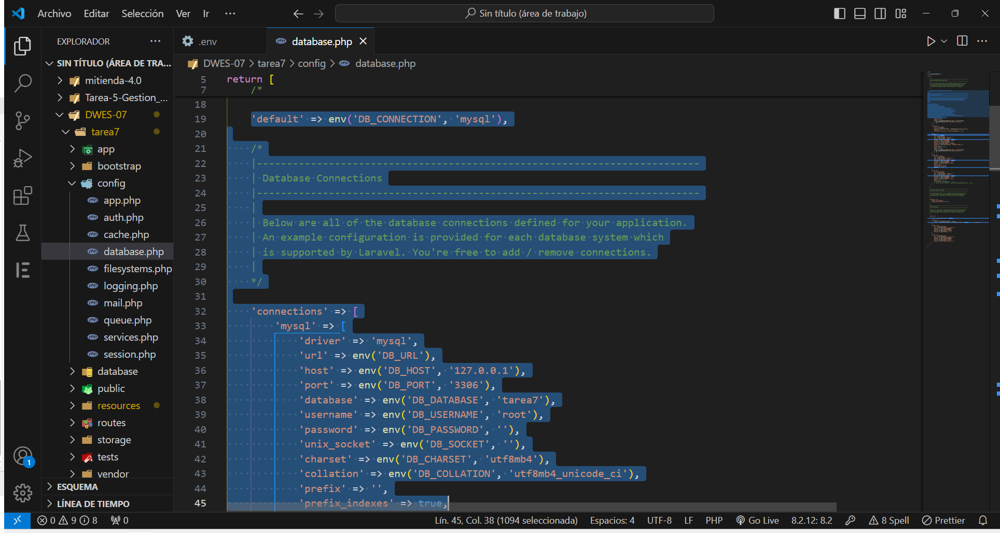 Archivo Editar Selección Ver Ir ··· Sin título (área de trabajo)
EXPLORADOR ···
SIN TÍTULO (ÁREA DE TRA...
mitienda-4.0
Tarea-5-Gestion_...
DWES-07
tarea7
app
bootstrap
config
app.php
auth.php
cache.php
database.php
filesystems.php
logging.php
mail.php
queue.php
services.php
session.php
database
public
resources
routes
storage
tests
vendor
ESQUEMA
LÍNEA DE TIEMPO
1
.env database.php
DWES-07 > tarea7 > config > database.php
5 return [
7 /*
18
19 'default' => env('DB_CONNECTION', 'mysql'),
20
21 /*
22 |--------------------------------------------------------------------------
23 | Database Connections
24 |--------------------------------------------------------------------------
25 |
26 | Below are all of the database connections defined for your application.
27 | An example configuration is provided for each database system which
28 | is supported by Laravel. You're free to add / remove connections.
29 |
30 */
31
32 'connections' => [
33 'mysql' => [
34 'driver' => 'mysql',
35 'url' => env('DB_URL'),
36 'host' => env('DB_HOST', '127.0.0.1'),
37 'port' => env('DB_PORT', '3306'),
38 'database' => env('DB_DATABASE', 'tarea7'),
39 'username' => env('DB_USERNAME', 'root'),
40 'password' => env('DB_PASSWORD', ''),
41 'unix_socket' => env('DB_SOCKET', ''),
42 'charset' => env('DB_CHARSET', 'utf8mb4'),
43 'collation' => env('DB_COLLATION', 'utf8mb4_unicode_ci'),
44 'prefix' => '',
45 'prefix_indexes' => true,
0 9 8 0 Lín. 45, Col. 38 (1094 seleccionada) Espacios: 4 UTF-8 LF PHP Go Live 8.2.12: 8.2 8 Spell Prettier